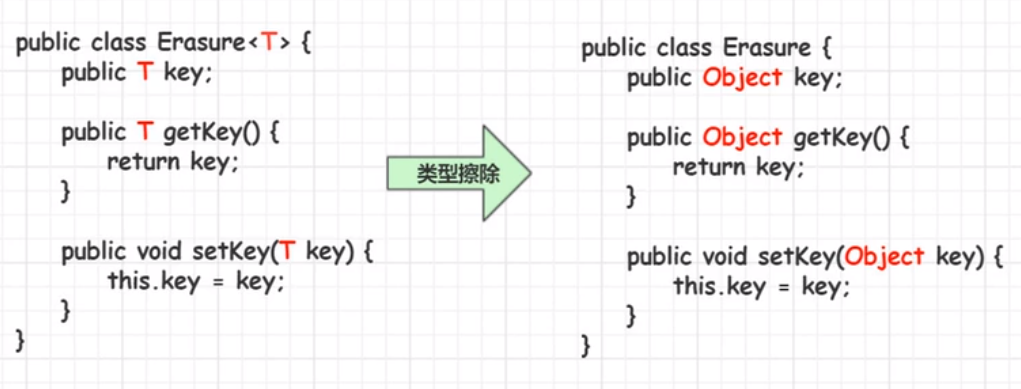 public class Erasure<T> {
public T key;
public T getKey() {
return key;
}
public void setKey(T key) {
this.key = key;
}
}
类型擦除
public class Erasure {
public Object key;
public Object getKey() {
return key;
}
public void setKey(Object key) {
this.key = key;
}
}